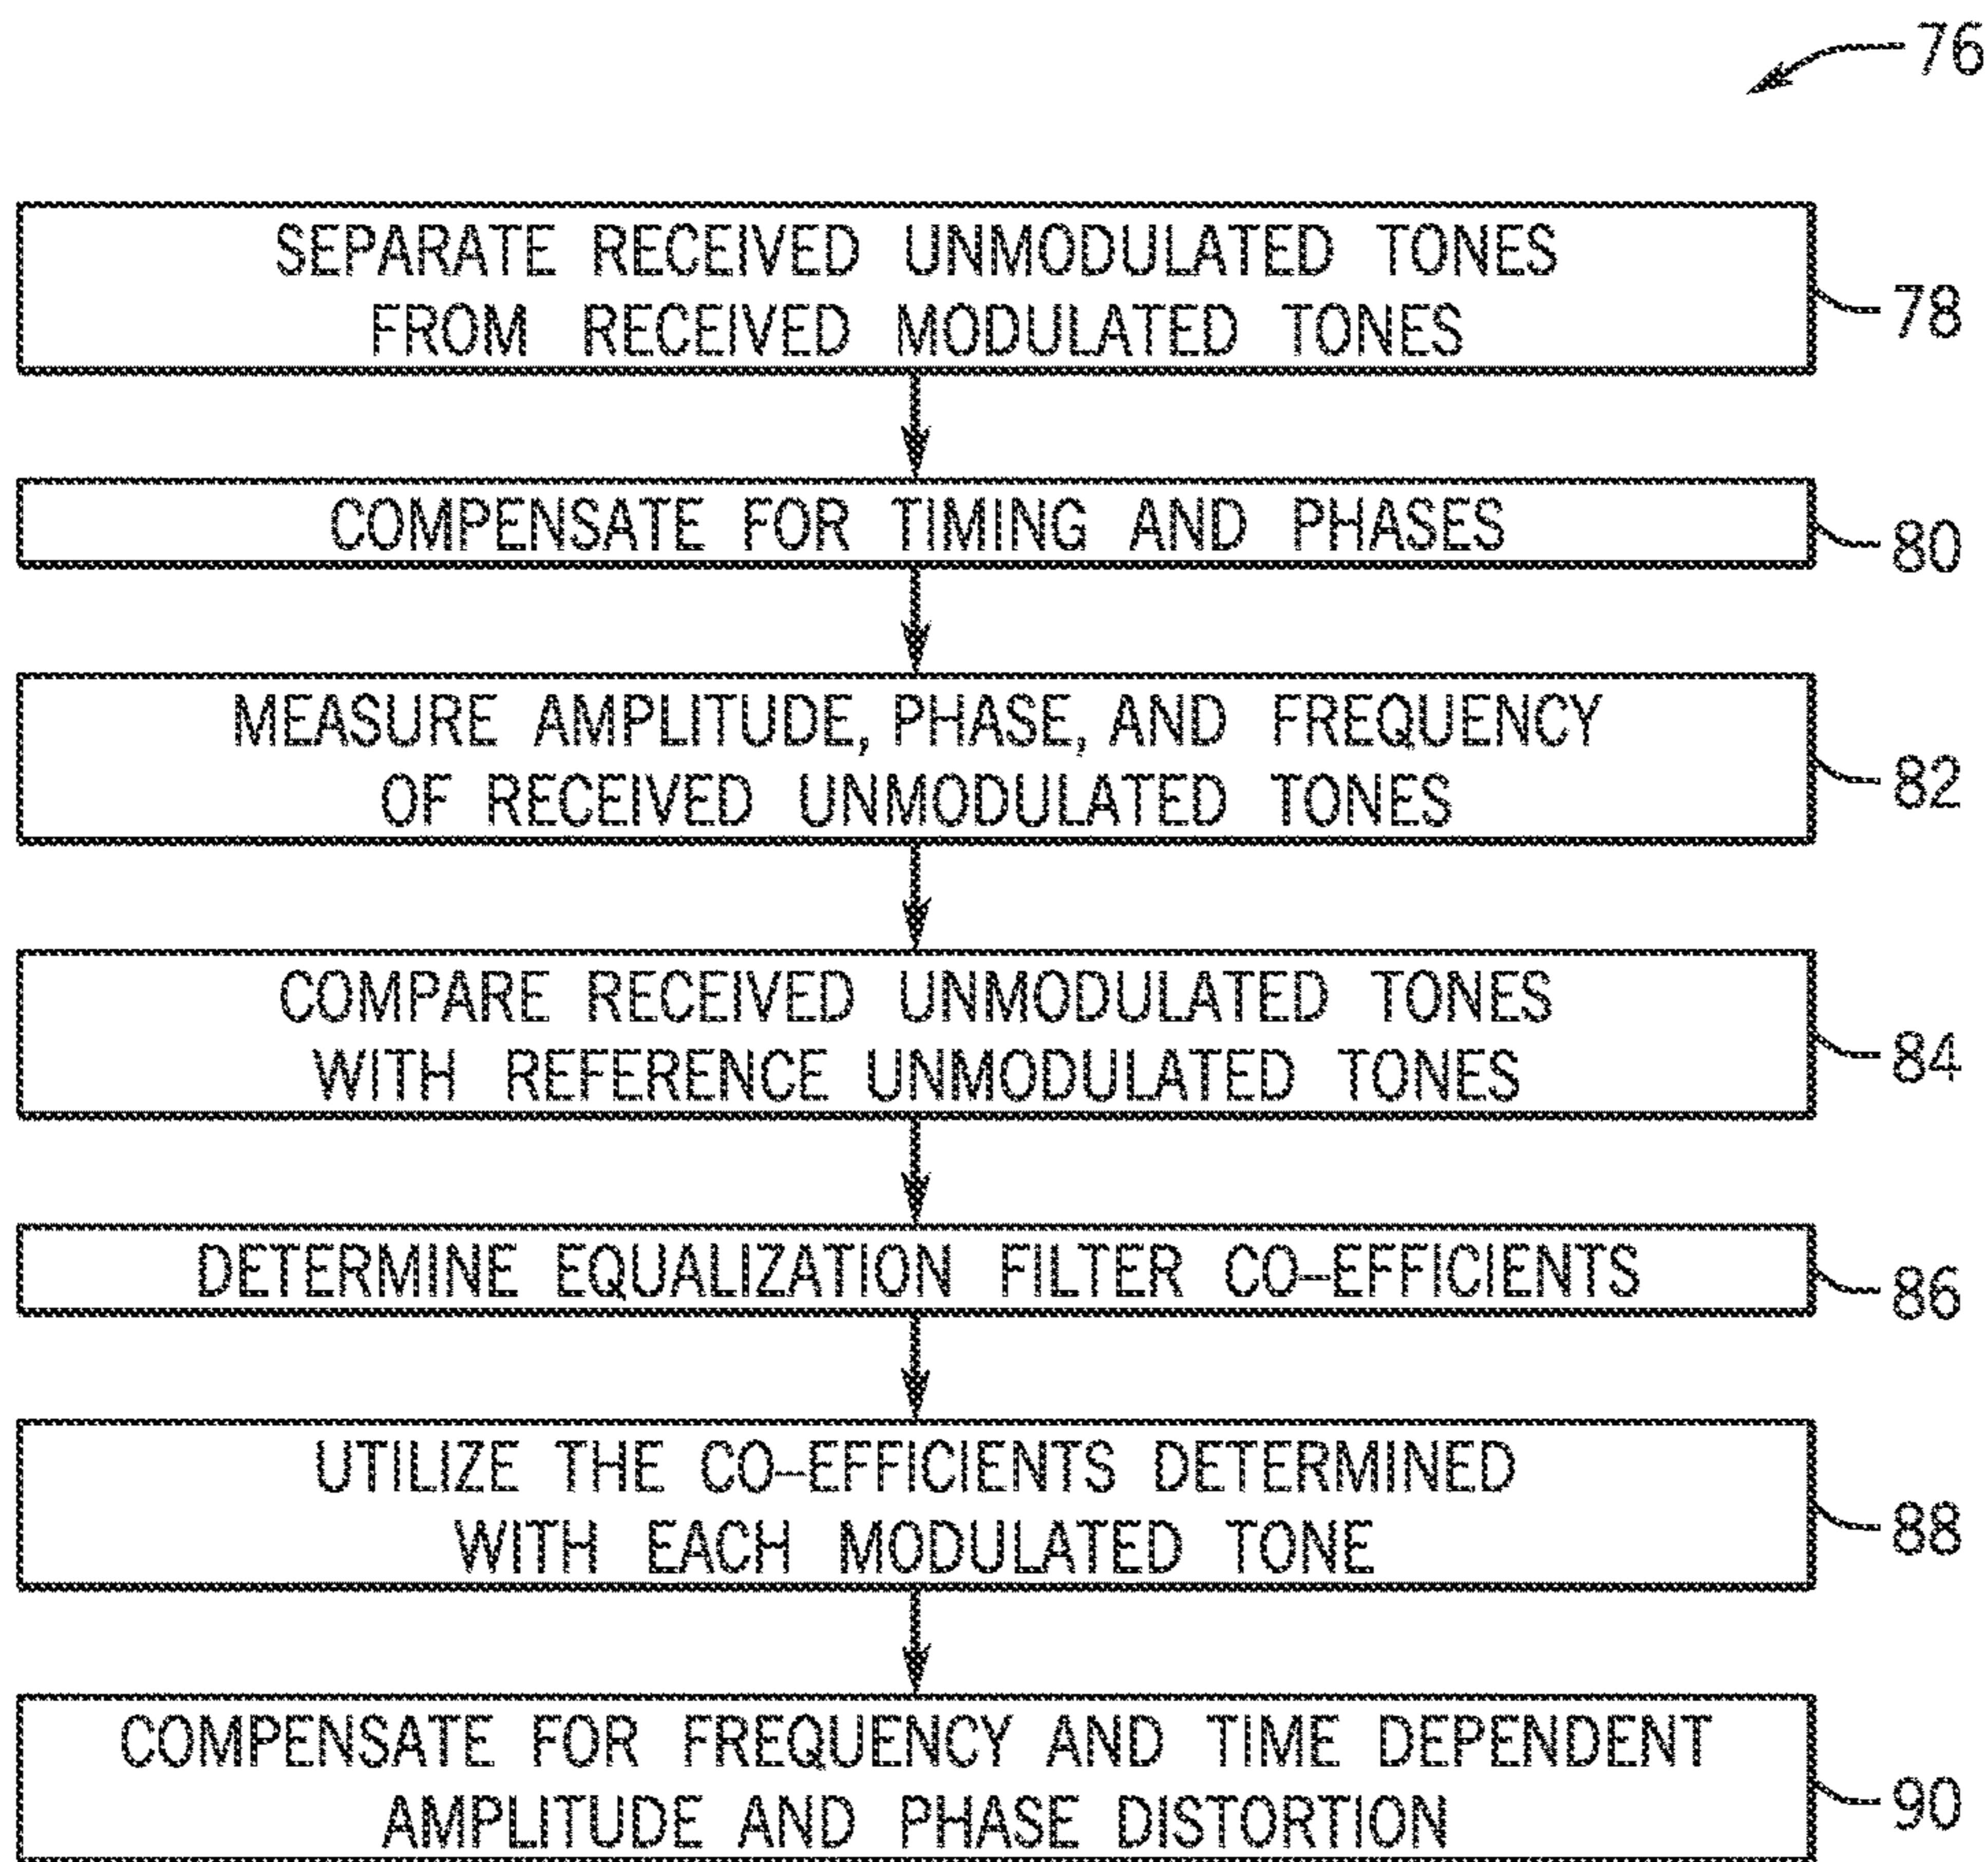 76
SEPARATE RECEIVED UNMODULATED TONES
FROM RECEIVED MODULATED TONES
78
COMPENSATE FOR TIMING AND PHASES
80
MEASURE AMPLITUDE, PHASE, AND FREQUENCY
OF RECEIVED UNMODULATED TONES
82
COMPARE RECEIVED UNMODULATED TONES
WITH REFERENCE UNMODULATED TONES
84
DETERMINE EQUALIZATION FILTER CO-EFFICIENTS
86
UTILIZE THE CO-EFFICIENTS DETERMINED
WITH EACH MODULATED TONE
88
COMPENSATE FOR FREQUENCY AND TIME DEPENDENT
AMPLITUDE AND PHASE DISTORTION
90